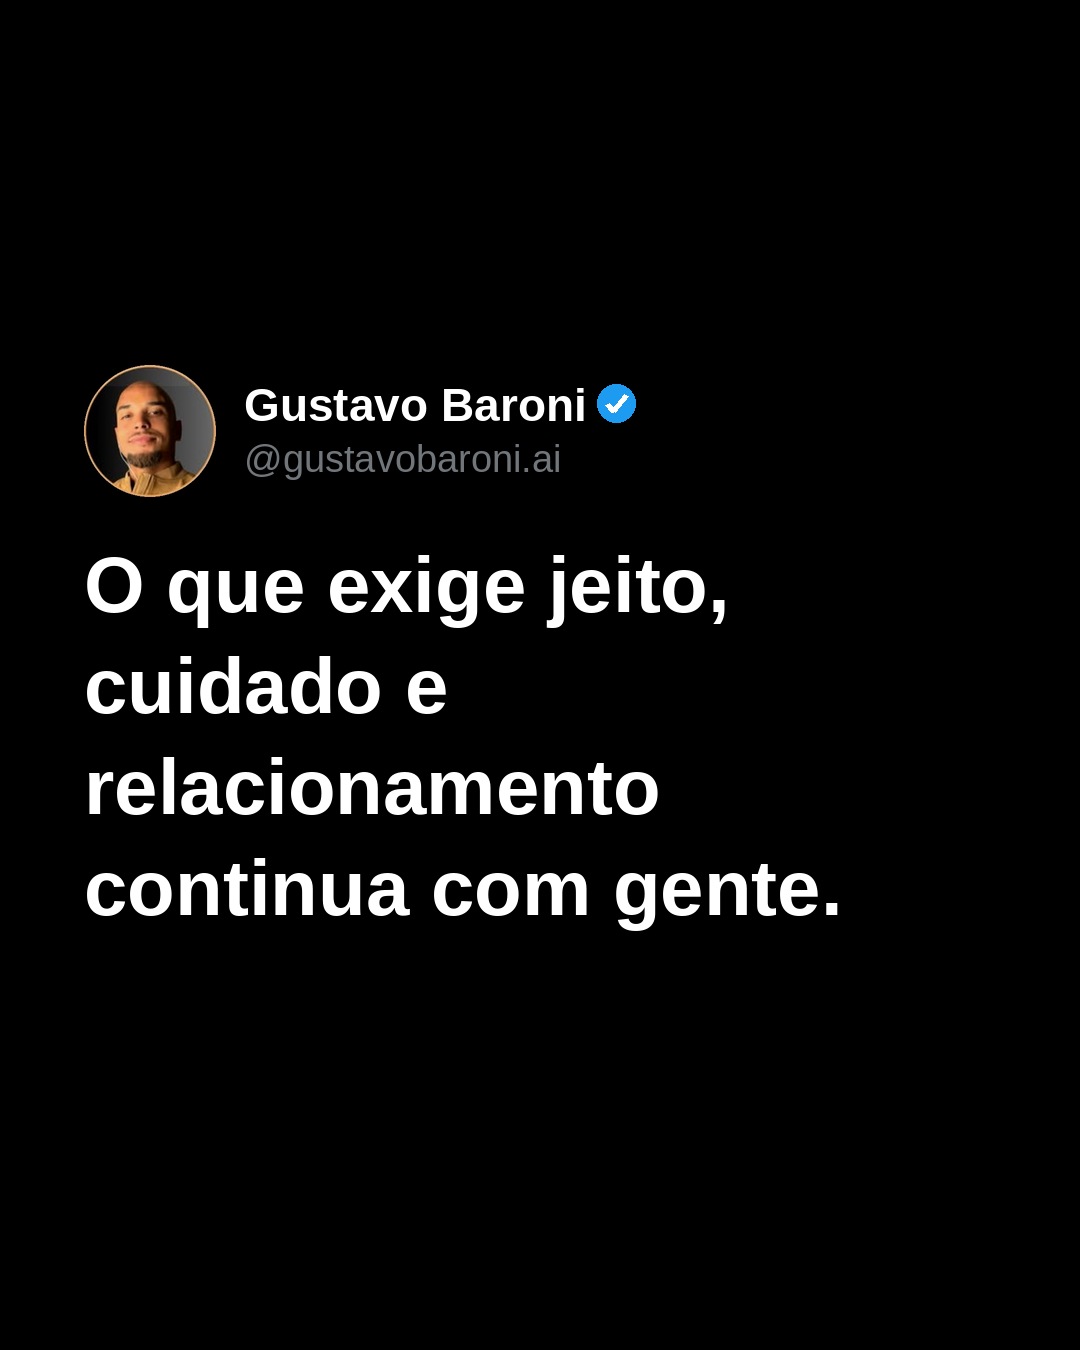 Gustavo Baroni
@gustavobaroni.ai
O que exige jeito,
cuidado e
relacionamento
continua com gente.